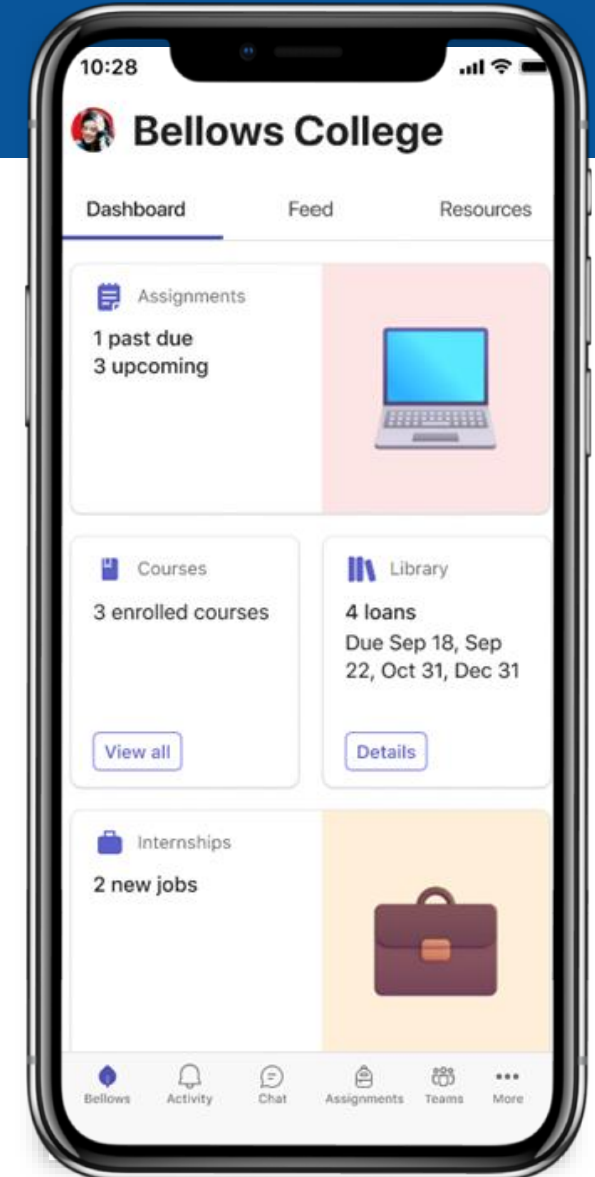 10:28
Bellows College
Dashboard Feed Resources
Assignments
1 past due
3 upcoming
Courses
3 enrolled courses
View all
Library
4 loans
Due Sep 18, Sep
22, Oct 31, Dec 31
Details
Internships
2 new jobs
Bellows Activity Chat Assignments Teams More